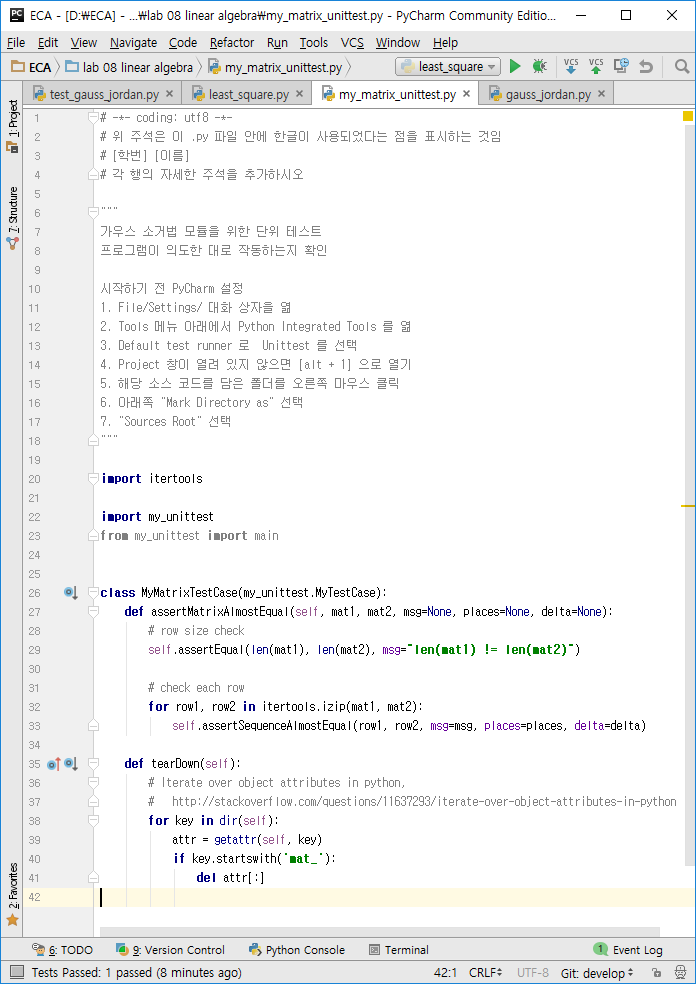 ECA - [D:₩ECA] - ...₩lab 08 linear algebra₩my_matrix_unittest.py - PyCharm Community Edition...
File Edit View Navigate Code Refactor Run Tools VCS Window Help
ECA lab 08 linear algebra my_matrix_unittest.py least_square VCS VCS
test_gauss_jordan.py least_square.py my_matrix_unittest.py gauss_jordan.py
1: Project
7: Structure
2: Favorites
1 # -*- coding: utf8 -*-
2 # 위 주석은 이 .py 파일 안에 한글이 사용되었다는 점을 표시하는 것임
3 # [학번] [이름]
4 # 각 행의 자세한 주석을 추가하시오
5
6 """
7 가우스 소거법 모듈을 위한 단위 테스트
8 프로그램이 의도한 대로 작동하는지 확인
9
10 시작하기 전 PyCharm 설정
11 1. File/Settings/ 대화 상자을 엶
12 2. Tools 메뉴 아래에서 Python Integrated Tools 를 엶
13 3. Default test runner 로  Unittest 를 선택
14 4. Project 창이 열려 있지 않으면 [alt + 1] 으로 열기
15 5. 해당 소스 코드를 담은 폴더를 오른쪽 마우스 클릭
16 6. 아래쪽 "Mark Directory as" 선택
17 7. "Sources Root" 선택
18 """
19
20 import itertools
21
22 import my_unittest
23 from my_unittest import main
24
25
26 class MyMatrixTestCase(my_unittest.MyTestCase):
27     def assertMatrixAlmostEqual(self, mat1, mat2, msg=None, places=None, delta=None):
28         # row size check
29         self.assertEqual(len(mat1), len(mat2), msg="len(mat1) != len(mat2)")
30
31         # check each row
32         for row1, row2 in itertools.izip(mat1, mat2):
33             self.assertSequenceAlmostEqual(row1, row2, msg=msg, places=places, delta=delta)
34
35     def tearDown(self):
36         # Iterate over object attributes in python,
37         #   http://stackoverflow.com/questions/11637293/iterate-over-object-attributes-in-python
38         for key in dir(self):
39             attr = getattr(self, key)
40             if key.startswith('mat_'):
41                 del attr[:]
42
6: TODO 9: Version Control Python Console Terminal 1 Event Log
Tests Passed: 1 passed (8 minutes ago) 42:1 CRLF UTF-8 Git: develop